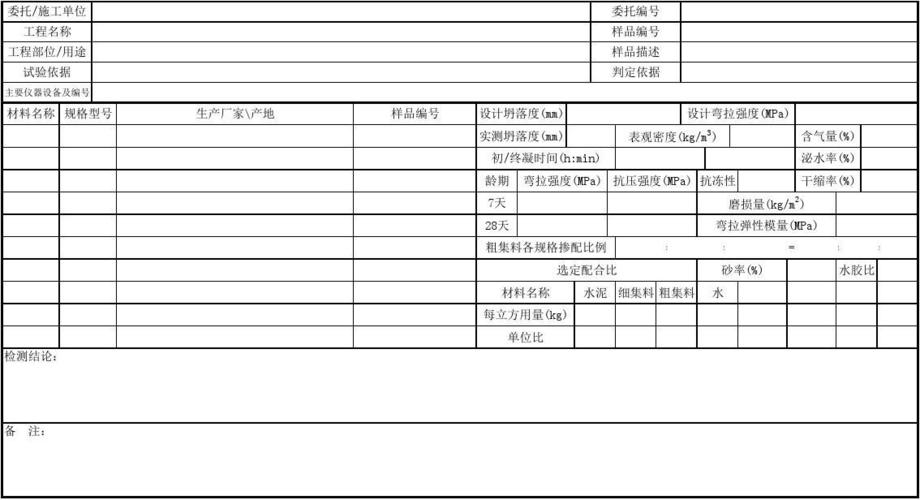 委托/施工单位 委托编号
工程名称 样品编号
工程部位/用途 样品描述
试验依据 判定依据
主要仪器设备及编号
材料名称 规格型号 生产厂家\产地 样品编号 设计坍落度(mm) 设计弯拉强度(MPa)
实测坍落度(mm) 表观密度(kg/m³) 含气量(%)
初/终凝时间(h:min) 泌水率(%)
龄期 弯拉强度(MPa) 抗压强度(MPa) 抗冻性 干缩率(%)
7天 磨损量(kg/m²)
28天 弯拉弹性模量(MPa)
粗集料各规格掺配比例 : : = : :
选定配合比 砂率(%) 水胶比
材料名称 水泥 细集料 粗集料 水
每立方用量(kg)
单位比
检测结论:
备 注: